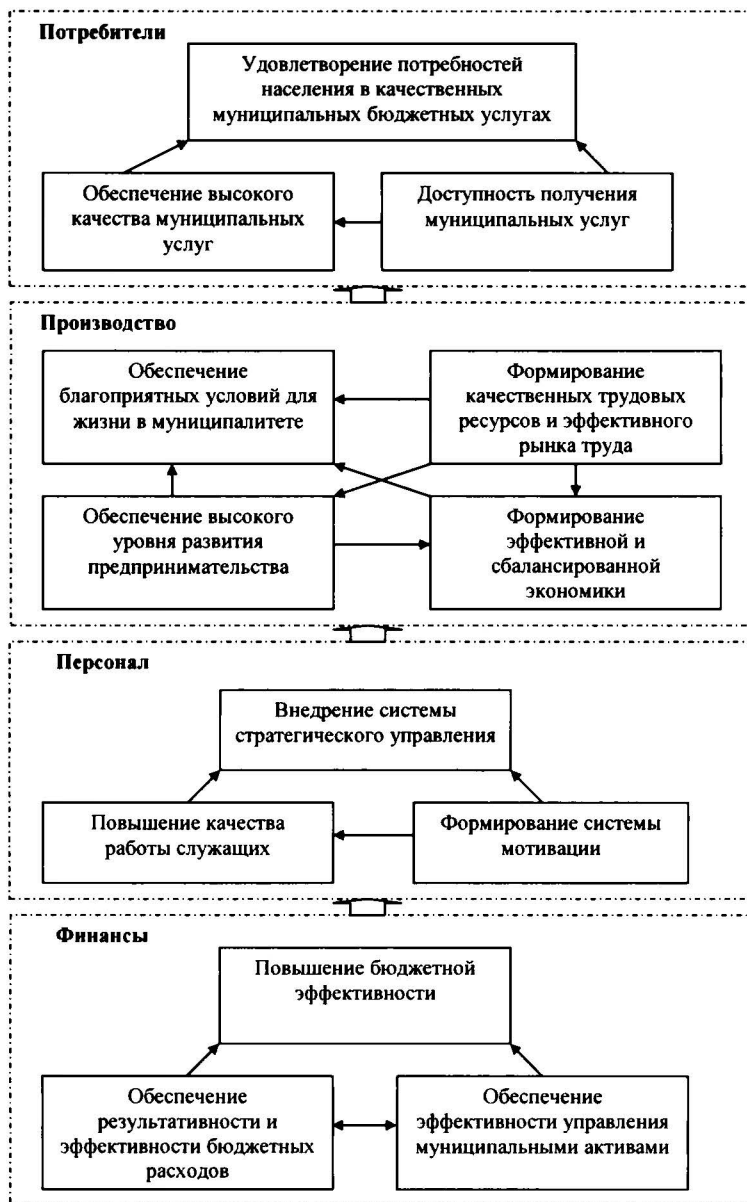 Потребители
Удовлетворение потребностей
населения в качественных
муниципальных бюджетных услугах
Обеспечение высокого
качества муниципальных
услуг
Доступность получения
муниципальных услуг
Производство
Обеспечение
благоприятных условий для
жизни в муниципалитете
Формирование
качественных трудовых
ресурсов и эффективного
рынка труда
Обеспечение высокого
уровня развития
предпринимательства
Формирование
эффективной и
сбалансированной
экономики
Персонал
Внедрение системы
стратегического управления
Повышение качества
работы служащих
Формирование системы
мотивации
Финансы
Повышение бюджетной
эффективности
Обеспечение
результативности и
эффективности бюджетных
расходов
Обеспечение
эффективности управления
муниципальными активами